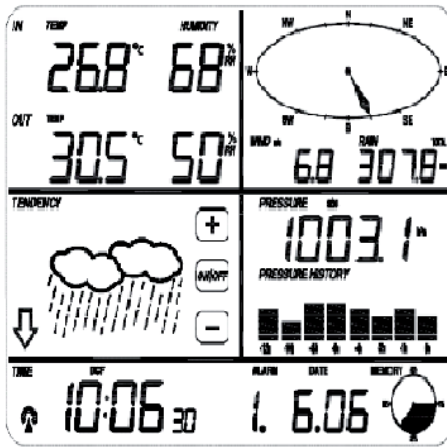 IN TEMP HUMIDITY
26.8 °C 68 % RH
OUT TEMP
30.5 °C 50 % RH
N
NW NE
W E
SW SE
S
WIND RAIN TOTAL
6.8 307.8
TENDENCY
+
ON/OFF
-
PRESSURE
1003.1
PRESSURE HISTORY
TIME DCF ALARM DATE MEMORY
10:06 30 1. 6.06